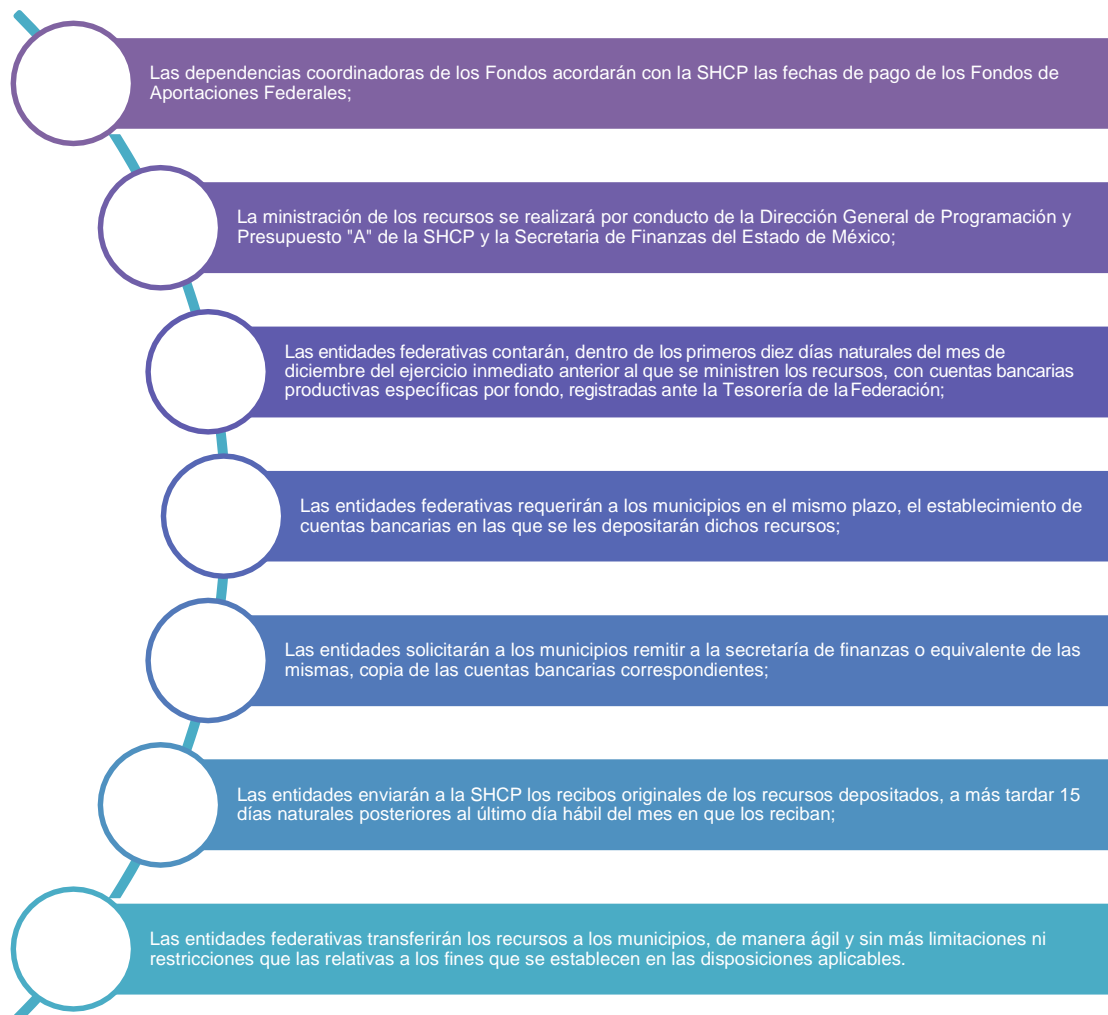 Las dependencias coordinadoras de los Fondos acordarán con la SHCP las fechas de pago de los Fondos de
Aportaciones Federales;
La ministración de los recursos se realizará por conducto de la Dirección General de Programación y
Presupuesto "A" de la SHCP y la Secretaria de Finanzas del Estado de México;
Las entidades federativas contarán, dentro de los primeros diez días naturales del mes de
diciembre del ejercicio inmediato anterior al que se ministren los recursos, con cuentas bancarias
productivas específicas por fondo, registradas ante la Tesorería de la Federación;
Las entidades federativas requerirán a los municipios en el mismo plazo, el establecimiento de
cuentas bancarias en las que se les depositarán dichos recursos;
Las entidades solicitarán a los municipios remitir a la secretaría de finanzas o equivalente de las
mismas, copia de las cuentas bancarias correspondientes;
Las entidades enviarán a la SHCP los recibos originales de los recursos depositados, a más tardar 15
días naturales posteriores al último día hábil del mes en que los reciban;
Las entidades federativas transferirán los recursos a los municipios, de manera ágil y sin más limitaciones ni
restricciones que las relativas a los fines que se establecen en las disposiciones aplicables.